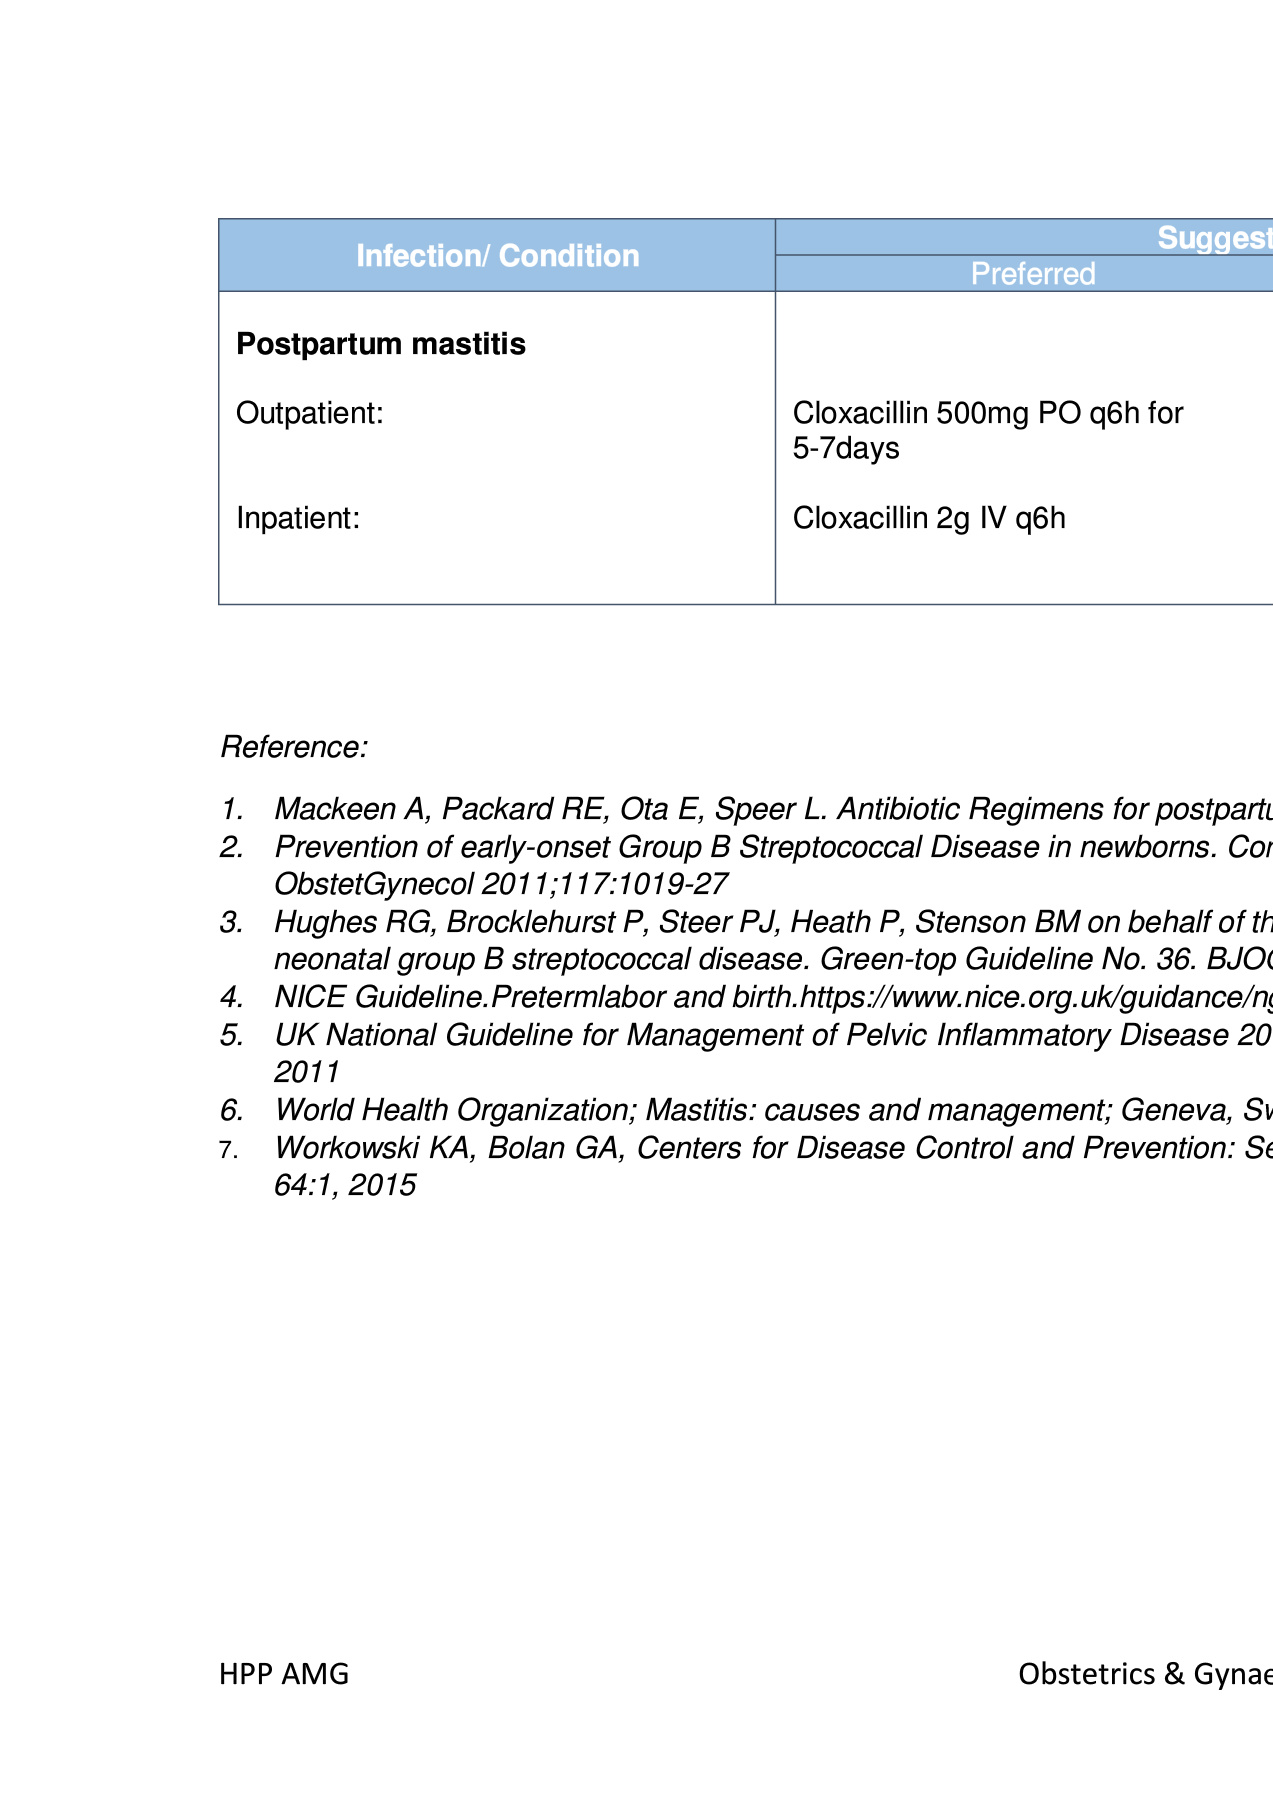 Infection/ Condition
Suggest
Preferred
Postpartum mastitis
Outpatient:
Cloxacillin 500mg PO q6h for
5-7days
Inpatient:
Cloxacillin 2g IV q6h
Reference:
1. Mackeen A, Packard RE, Ota E, Speer L. Antibiotic Regimens for postpartu
2. Prevention of early-onset Group B Streptococcal Disease in newborns. Con
ObstetGynecol 2011;117:1019-27
3. Hughes RG, Brocklehurst P, Steer PJ, Heath P, Stenson BM on behalf of th
neonatal group B streptococcal disease. Green-top Guideline No. 36. BJOG
4. NICE Guideline.Pretermlabor and birth.https://www.nice.org.uk/guidance/ng
5. UK National Guideline for Management of Pelvic Inflammatory Disease 20
2011
6. World Health Organization; Mastitis: causes and management; Geneva, Sw
7. Workowski KA, Bolan GA, Centers for Disease Control and Prevention: Se
64:1, 2015
HPP AMG
Obstetrics & Gynae